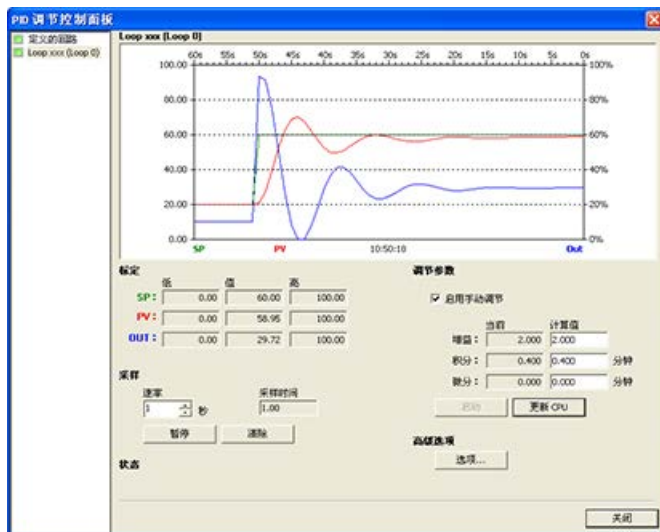 PID 调节控制面板
定义的回路
Loop xxx (Loop 0)
Loop xxx (Loop 0)
60s 55s 50s 45s 40s 35s 30s 25s 20s 15s 10s 5s 0s
100.00 100%
80.00 80%
60.00 60%
40.00 40%
20.00 20%
0.00 0%
SP PV 10:50:18 Out
标定
低 值 高
SP: 0.00 60.00 100.00
PV: 0.00 58.95 100.00
OUT: 0.00 29.72 100.00
采样
速率 采样时间
1 秒 1.00
暂停 清除
状态
调节参数
启用手动调节
当前 计算值
增益: 2.000 2.000
积分: 0.400 0.400 分钟
微分: 0.000 0.000 分钟
启动 更新 CPU
高级选项
选项...
关闭